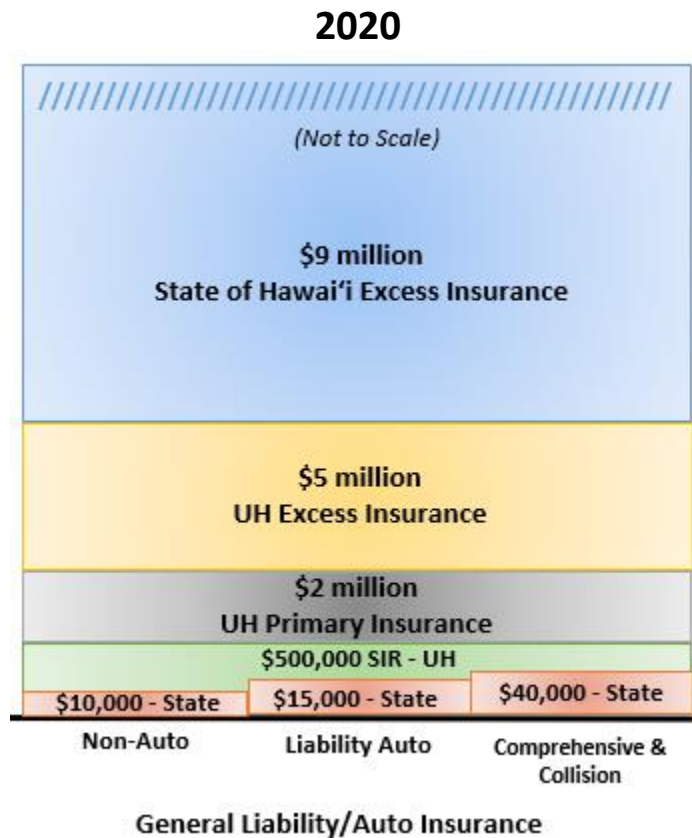 2020
(Not to Scale)
$9 million
State of Hawai‘i Excess Insurance
$5 million
UH Excess Insurance
$2 million
UH Primary Insurance
$500,000 SIR - UH
$10,000 - State
$15,000 - State
$40,000 - State
Non-Auto
Liability Auto
Comprehensive &
Collision
General Liability/Auto Insurance